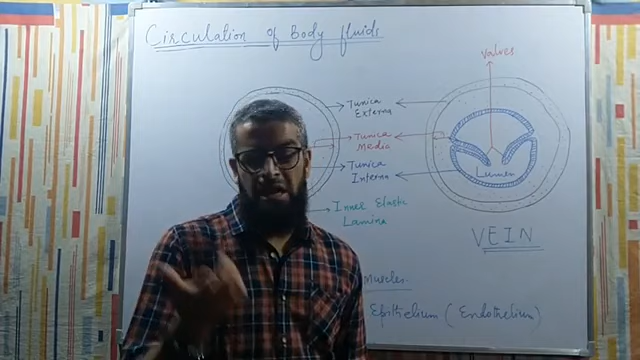 Circulation of Body fluids
valves
Tunica
Externa
Tunica
Media
Tunica
Interna
Lumen
Inner Elastic
Lamina
VEIN
Muscles
Epithelium (Endothelium)